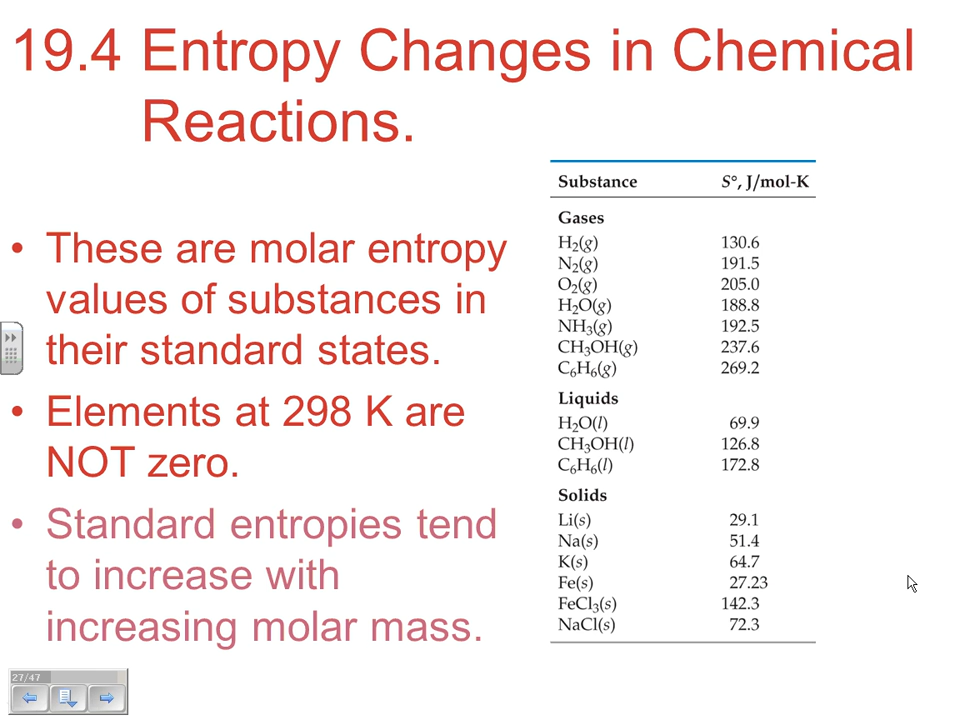 19.4 Entropy Changes in Chemical
Reactions.
• These are molar entropy
values of substances in
their standard states.
• Elements at 298 K are
NOT zero.
• Standard entropies tend
to increase with
increasing molar mass.
Substance S°, J/mol-K
Gases
H₂(g) 130.6
N₂(g) 191.5
O₂(g) 205.0
H₂O(g) 188.8
NH₃(g) 192.5
CH₃OH(g) 237.6
C₆H₆(g) 269.2
Liquids
H₂O(l) 69.9
CH₃OH(l) 126.8
C₆H₆(l) 172.8
Solids
Li(s) 29.1
Na(s) 51.4
K(s) 64.7
Fe(s) 27.23
FeCl₃(s) 142.3
NaCl(s) 72.3
27/47